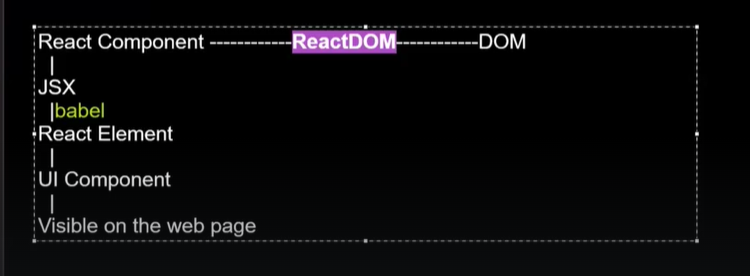 React Component ------------ReactDOM------------DOM
|
JSX
|babel
React Element
|
UI Component
|
Visible on the web page